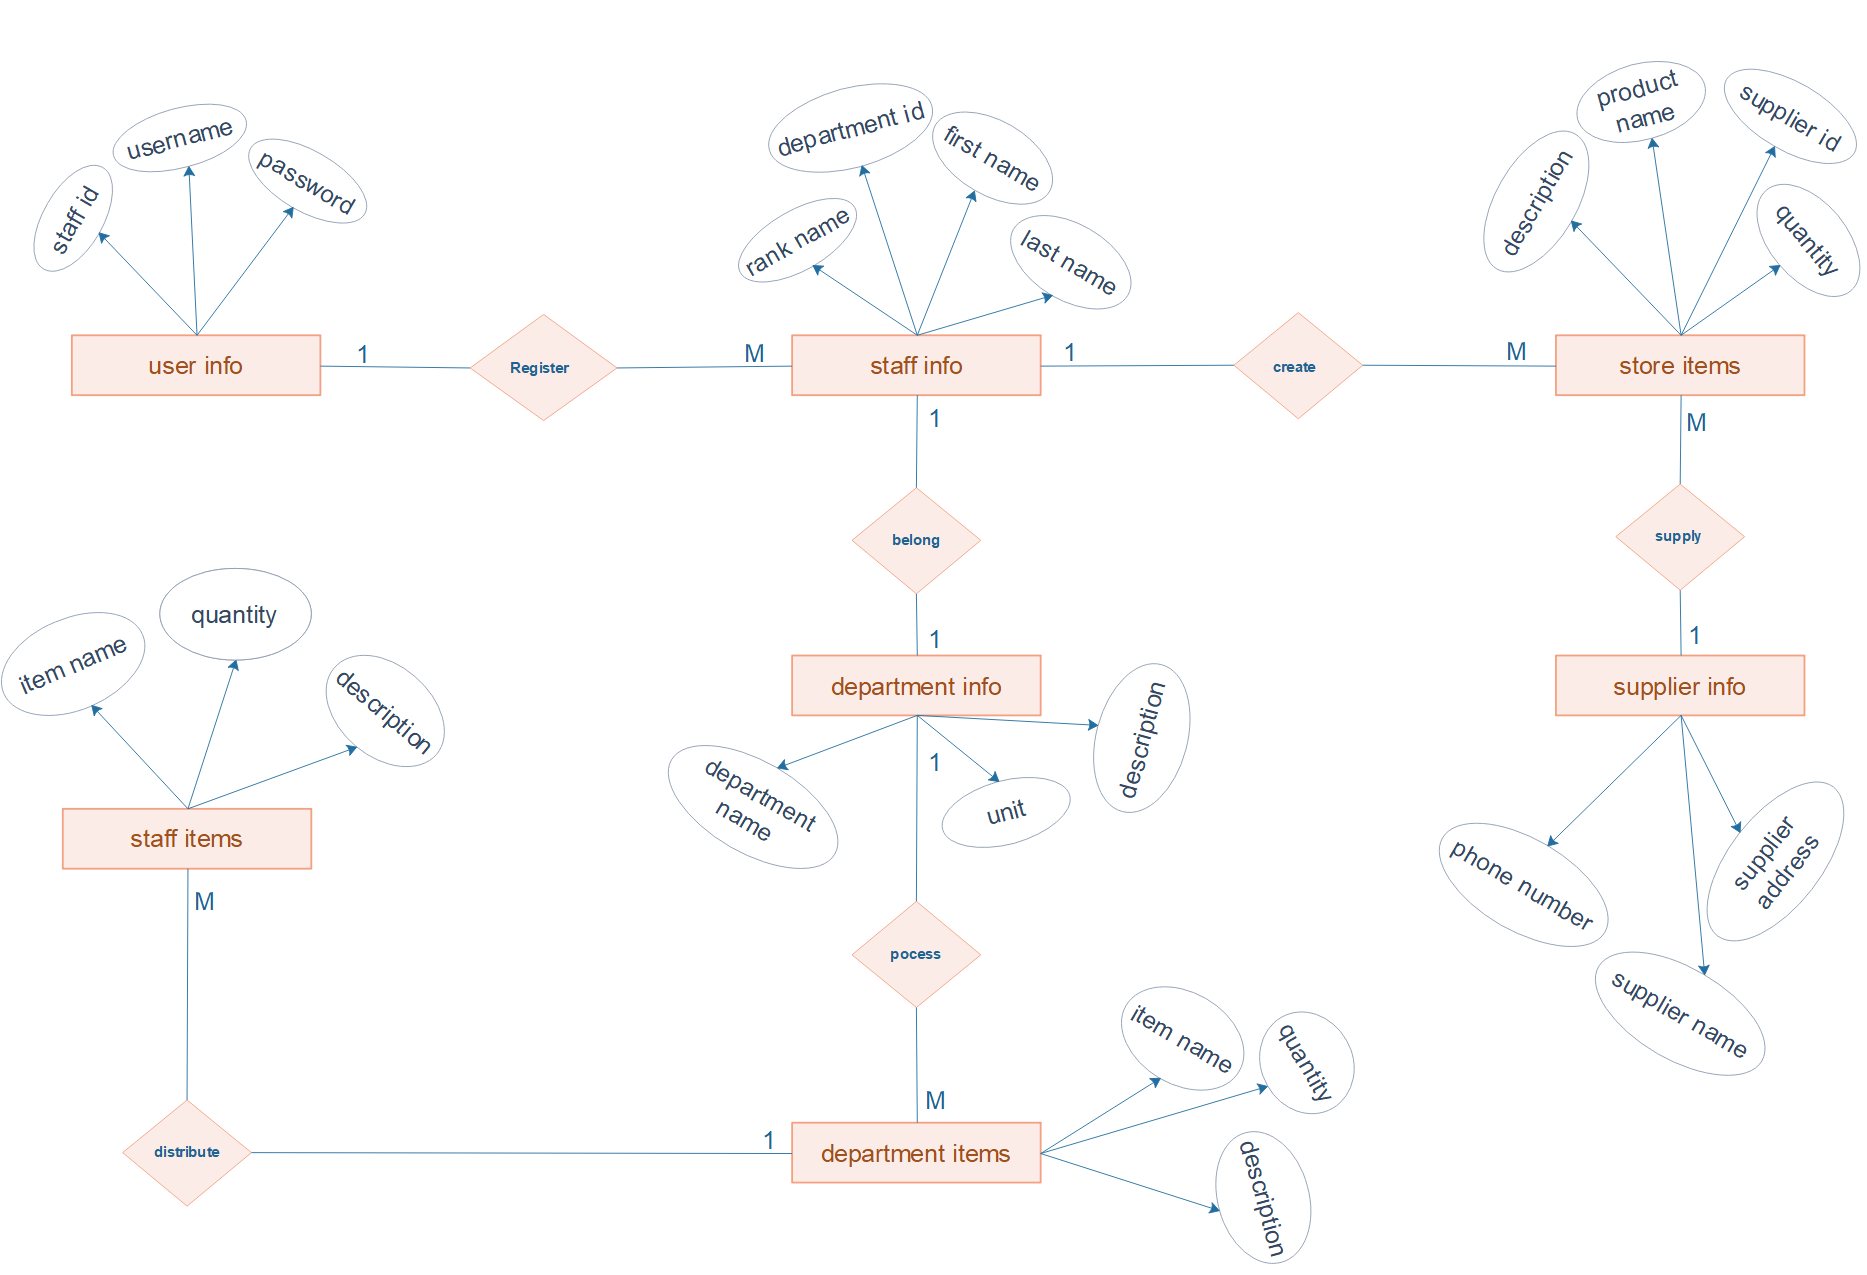 product
name
supplier id
department id
username
first name
password
description
staff id
rank name
last name
quantity
user info
1
Register
M
staff info
1
create
M
store items
1
M
belong
supply
quantity
1
1
item name
description
department info
description
supplier info
department
name
1
unit
staff items
phone number
supplier
address
M
pocess
supplier name
item name
quantity
M
distribute
1
department items
description